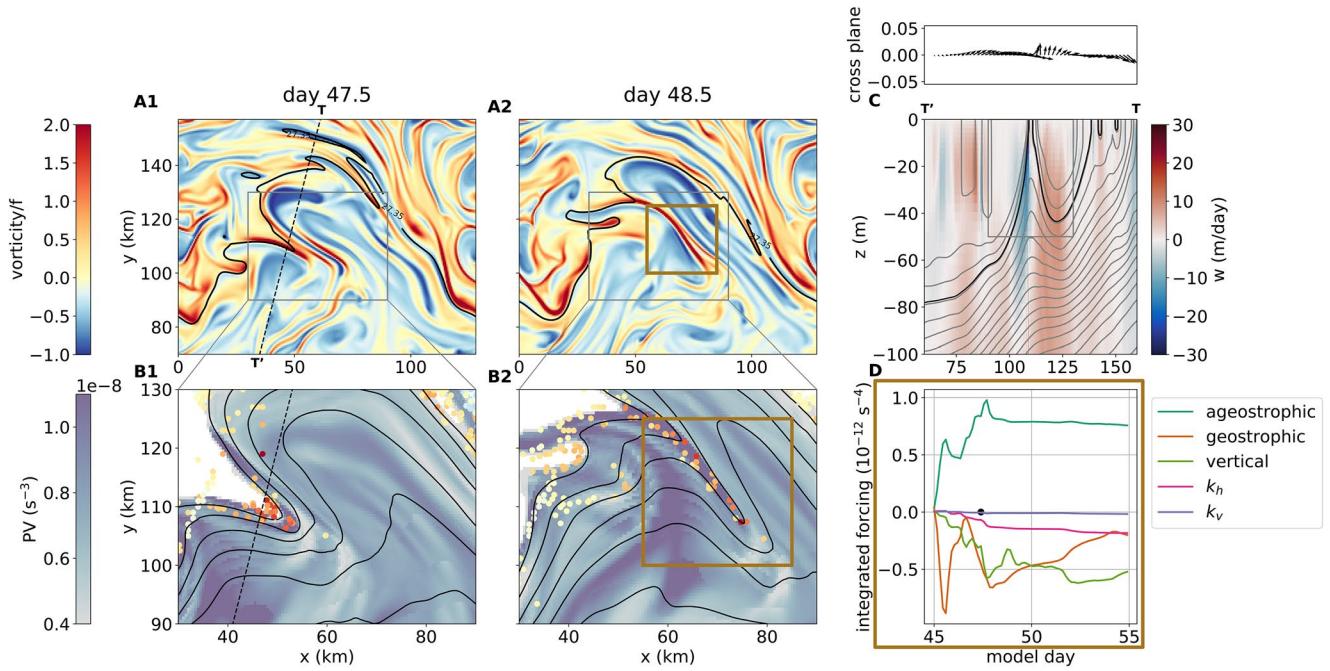 cross plane
0.05
0.00
−0.05
A1
day 47.5
T
A2
day 48.5
C
T'
T
vorticity/f
2.0
1.5
1.0
0.5
0.0
−0.5
−1.0
y (km)
140
120
100
80
27.35
27.35
0
50
100
T'
27.35
0
50
100
z (m)
0
−20
−40
−60
−80
−100
75
100
125
150
w (m/day)
30
20
10
0
−10
−20
−30
B1
B2
D
PV (s⁻³)
1e−8
1.0
0.8
0.6
0.4
y (km)
130
120
110
100
90
40
60
80
x (km)
40
60
80
x (km)
integrated forcing (10⁻¹² s⁻⁴)
1.0
0.5
0.0
−0.5
45
50
55
model day
ageostrophic
geostrophic
vertical
kₕ
kᵥ